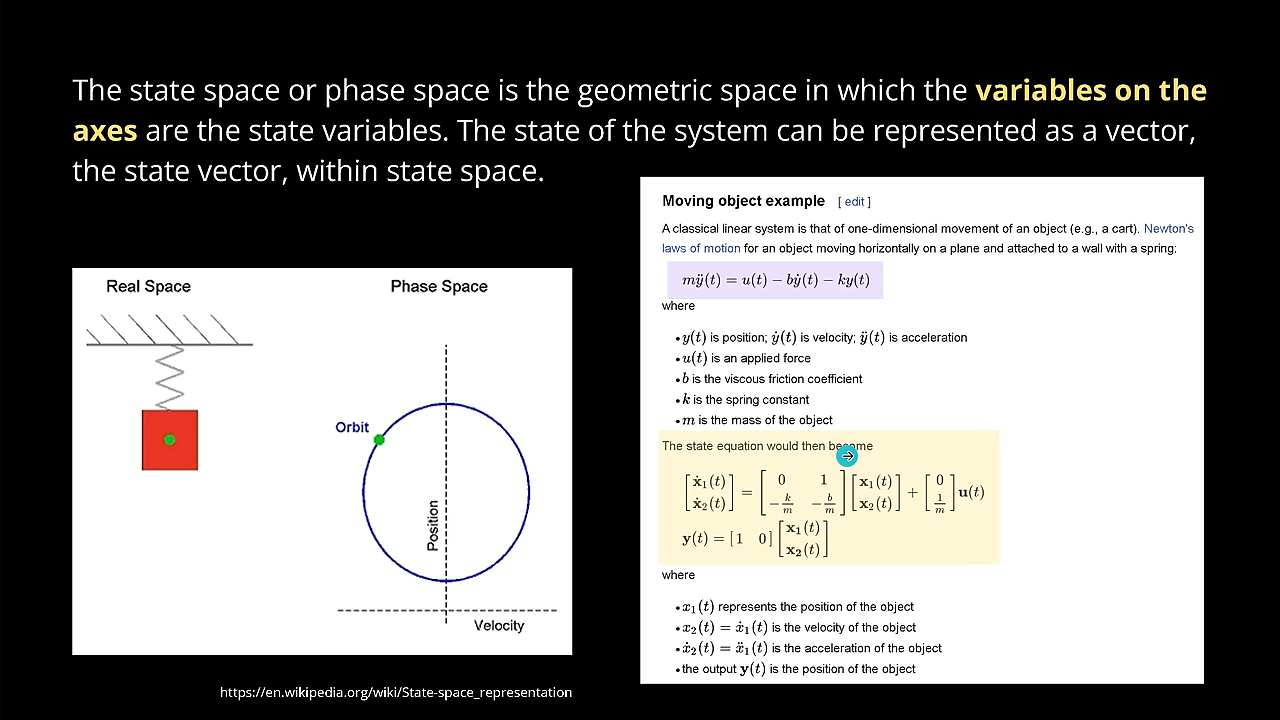 The state space or phase space is the geometric space in which the variables on the
axes are the state variables. The state of the system can be represented as a vector,
the state vector, within state space.
Real Space
Phase Space
Orbit
Position
Velocity
https://en.wikipedia.org/wiki/State-space_representation
Moving object example [ edit ]
A classical linear system is that of one-dimensional movement of an object (e.g., a cart). Newton's
laws of motion for an object moving horizontally on a plane and attached to a wall with a spring:
mÿ(t) = u(t) − bẏ(t) − ky(t)
where
• y(t) is position; ẏ(t) is velocity; ÿ(t) is acceleration
• u(t) is an applied force
• b is the viscous friction coefficient
• k is the spring constant
• m is the mass of the object
The state equation would then become
[ẋ₁(t) ẋ₂(t)] = [0 1 −k/m −b/m] [x₁(t) x₂(t)] + [0 1/m] u(t)
y(t) = [1 0] [x₁(t) x₂(t)]
where
• x₁(t) represents the position of the object
• x₂(t) = ẋ₁(t) is the velocity of the object
• ẋ₂(t) = ẍ₁(t) is the acceleration of the object
• the output y(t) is the position of the object